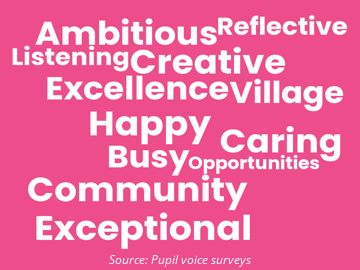 Ambitious Reflective
Listening Creative
Excellence Village
Happy
Caring
Busy Opportunities
Community
Exceptional
Source: Pupil voice surveys